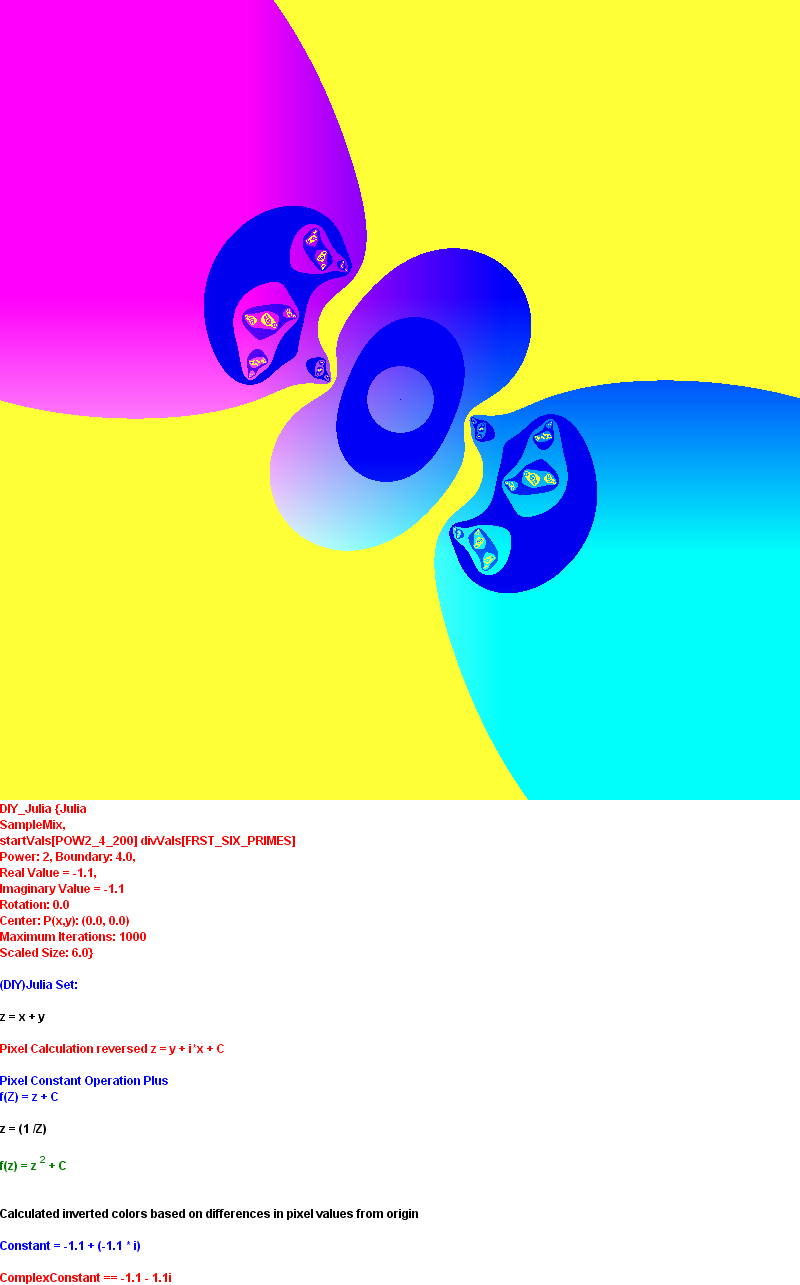 DIY_Julia {Julia
SampleMix,
startVals[POW2_4_200] divVals[FRST_SIX_PRIMES]
Power: 2, Boundary: 4.0,
Real Value = -1.1,
Imaginary Value = -1.1
Rotation: 0.0
Center: P(x,y): (0.0, 0.0)
Maximum Iterations: 1000
Scaled Size: 6.0}
(DIY)Julia Set:
z = x + y
Pixel Calculation reversed z = y + i*x + C
Pixel Constant Operation Plus
f(Z) = z + C
z = (1 /Z)
f(z) = z ² + C
Calculated inverted colors based on differences in pixel values from origin
Constant = -1.1 + (-1.1 * i)
ComplexConstant == -1.1 - 1.1i